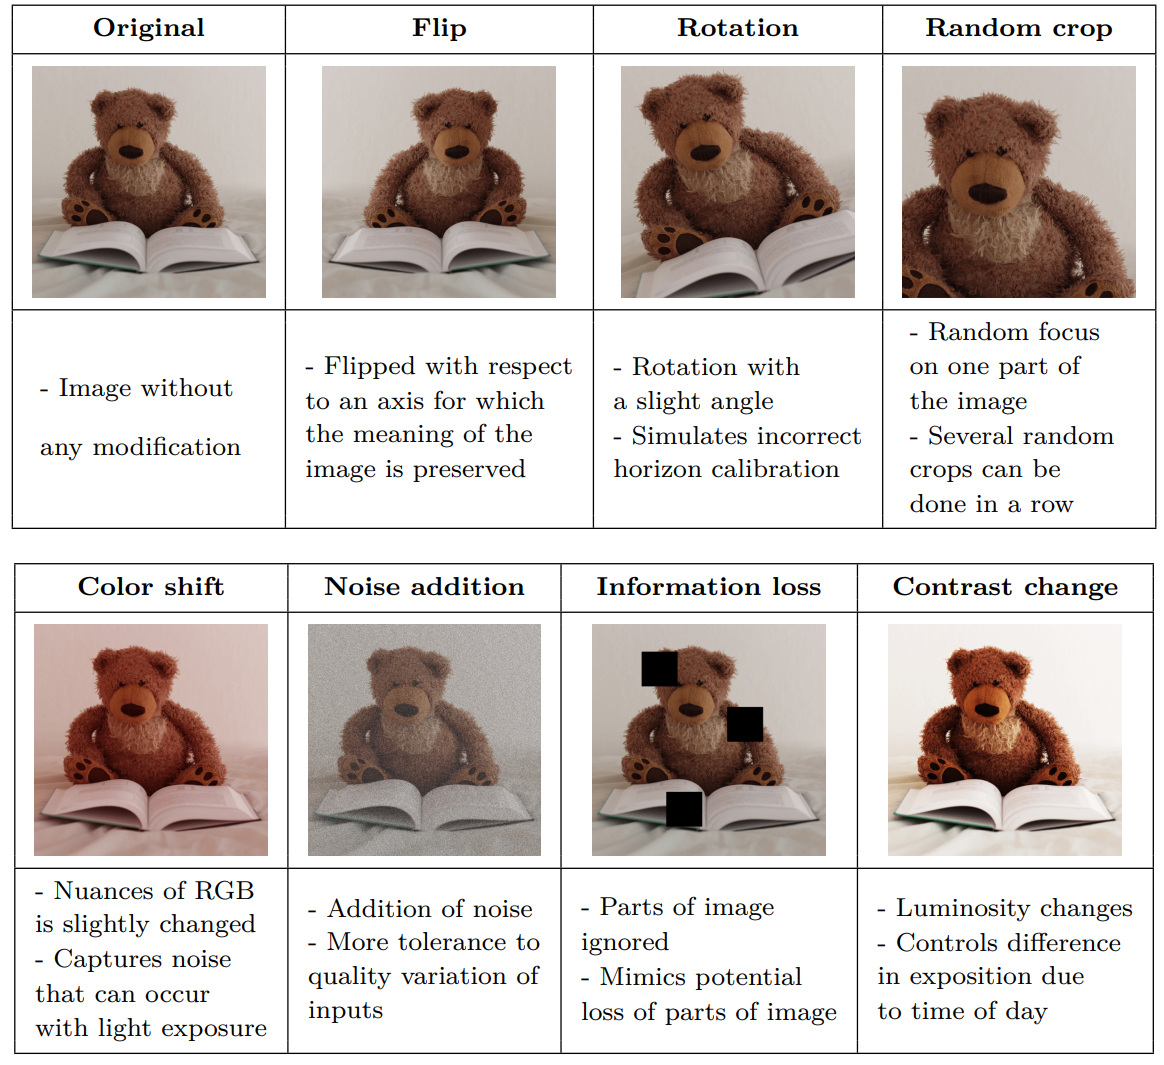 Original
Flip
Rotation
Random crop
- Image without
any modification
- Flipped with respect
to an axis for which
the meaning of the
image is preserved
- Rotation with
a slight angle
- Simulates incorrect
horizon calibration
- Random focus
on one part of
the image
- Several random
crops can be
done in a row
Color shift
Noise addition
Information loss
Contrast change
- Nuances of RGB
is slightly changed
- Captures noise
that can occur
with light exposure
- Addition of noise
- More tolerance to
quality variation of
inputs
- Parts of image
ignored
- Mimics potential
loss of parts of image
- Luminosity changes
- Controls difference
in exposition due
to time of day